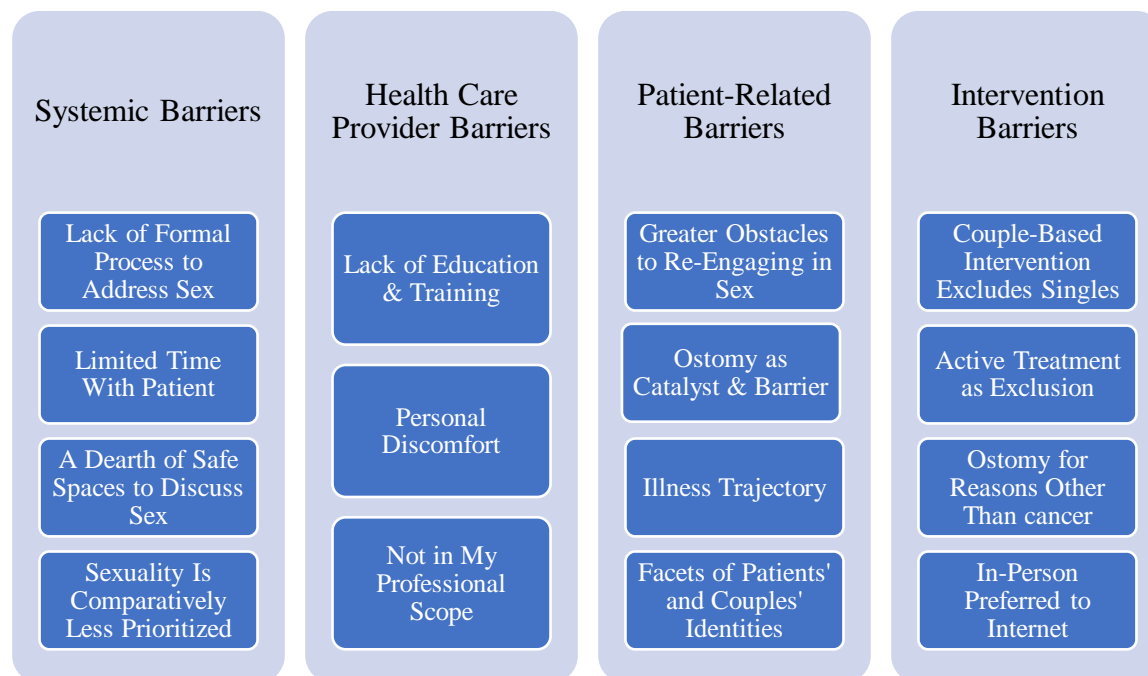 Systemic Barriers
Lack of Formal
Process to
Address Sex
Limited Time
With Patient
A Dearth of Safe
Spaces to Discuss
Sex
Sexuality Is
Comparatively
Less Prioritized
Health Care
Provider Barriers
Lack of Education
& Training
Personal
Discomfort
Not in My
Professional
Scope
Patient-Related
Barriers
Greater Obstacles
to Re-Engaging in
Sex
Ostomy as
Catalyst & Barrier
Illness Trajectory
Facets of Patients'
and Couples'
Identities
Intervention
Barriers
Couple-Based
Intervention
Excludes Singles
Active Treatment
as Exclusion
Ostomy for
Reasons Other
Than cancer
In-Person
Preferred to
Internet